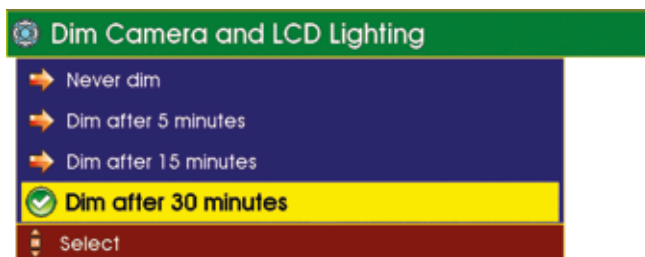 Dim Camera and LCD Lighting
Never dim
Dim after 5 minutes
Dim after 15 minutes
Dim after 30 minutes
Select